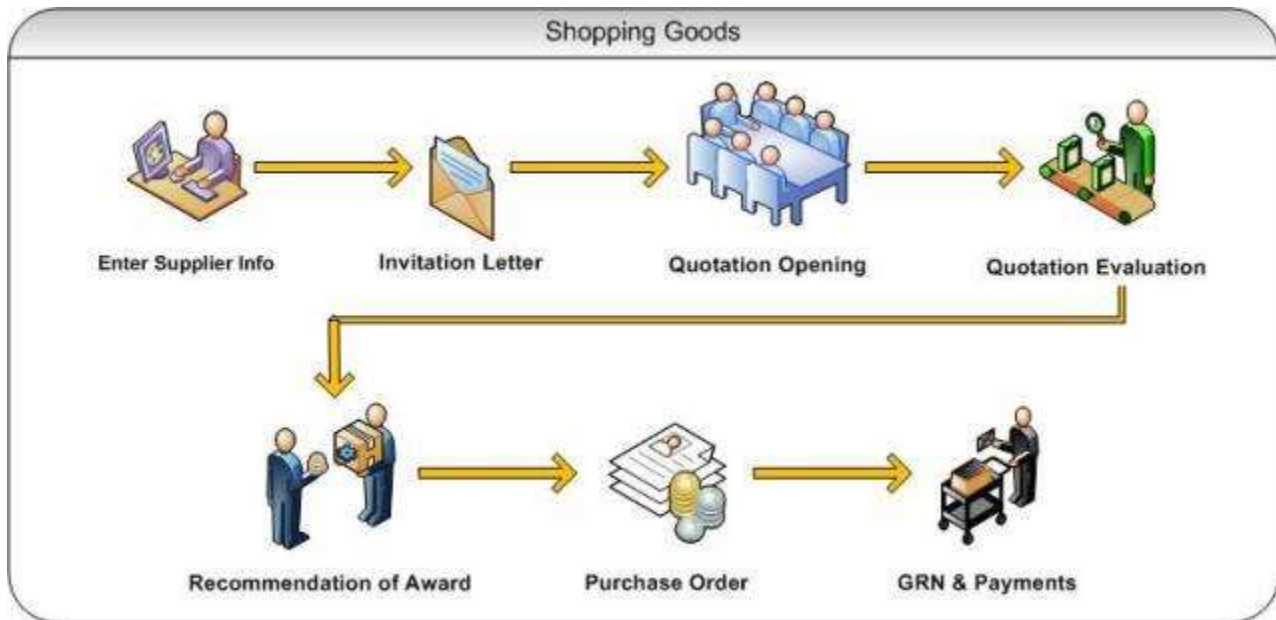 Shopping Goods
Enter Supplier Info
Invitation Letter
Quotation Opening
Quotation Evaluation
Recommendation of Award
Purchase Order
GRN & Payments